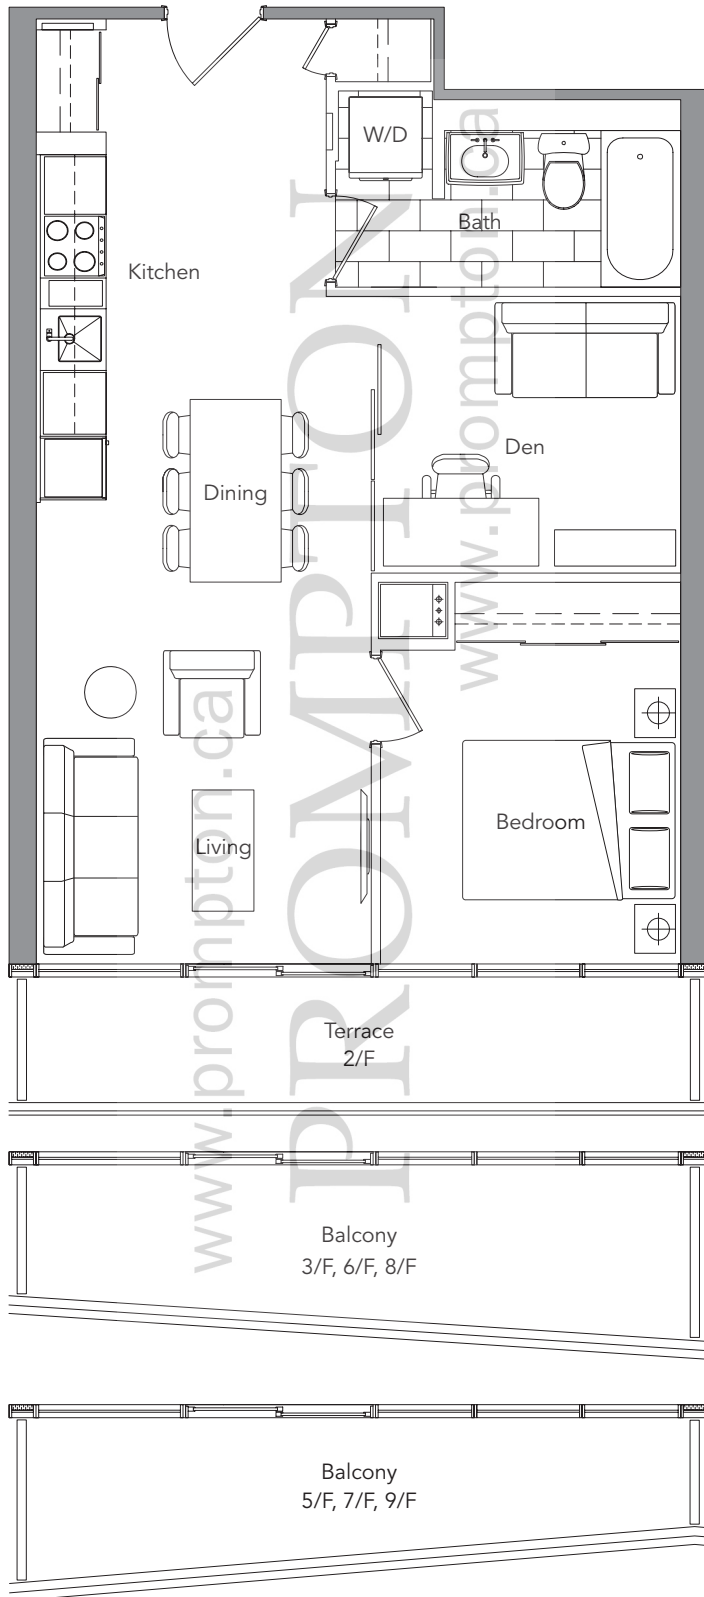 W/D
Bath
Kitchen
Den
Dining
Bedroom
Living
Terrace
2/F
Balcony
3/F, 6/F, 8/F
Balcony
5/F, 7/F, 9/F
www.prompton.ca
PROMPTON
www.prompton.ca